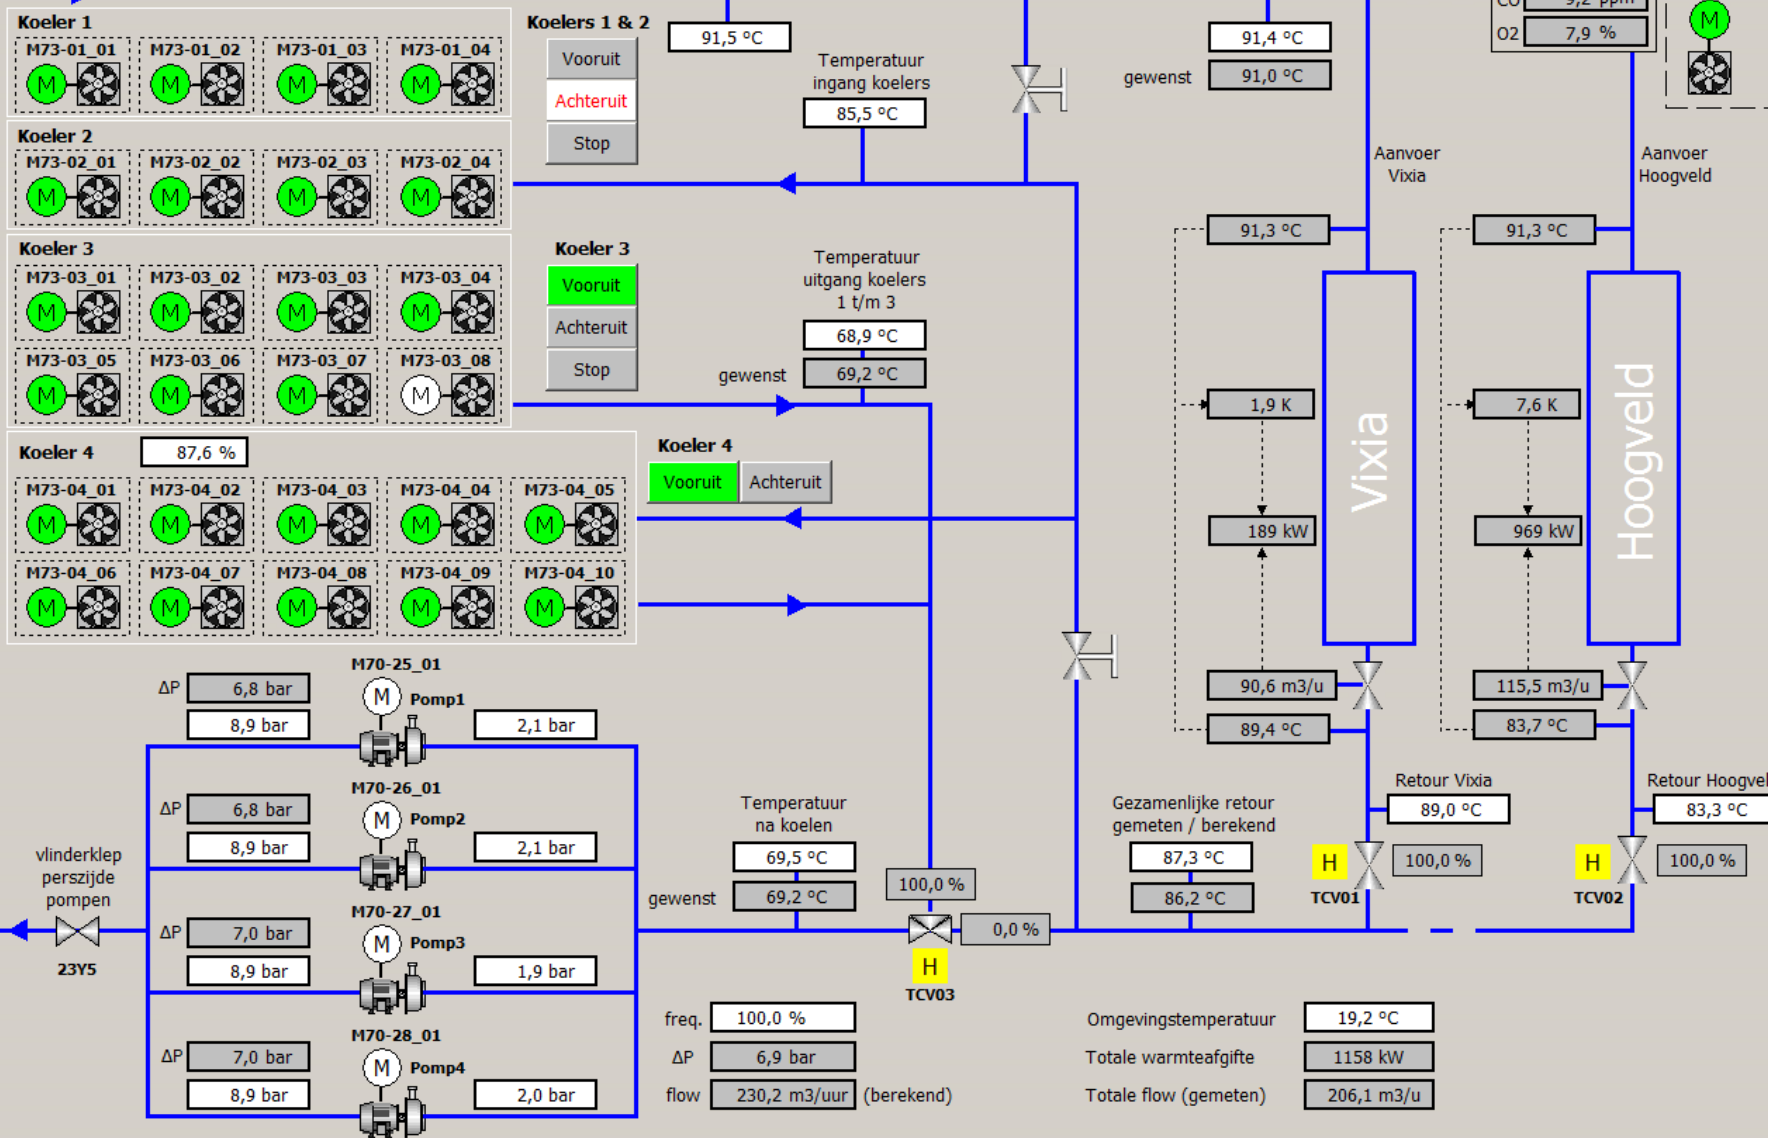 Koeler 1
M73-01_01 M73-01_02 M73-01_03 M73-01_04
M M M M
Koeler 2
M73-02_01 M73-02_02 M73-02_03 M73-02_04
M M M M
Koeler 3
M73-03_01 M73-03_02 M73-03_03 M73-03_04
M M M M
M73-03_05 M73-03_06 M73-03_07 M73-03_08
M M M M
Koeler 4 87,6 %
M73-04_01 M73-04_02 M73-04_03 M73-04_04 M73-04_05
M M M M M
M73-04_06 M73-04_07 M73-04_08 M73-04_09 M73-04_10
M M M M M
Koelers 1 & 2
Vooruit
Achteruit
Stop
Koeler 3
Vooruit
Achteruit
Stop
Koeler 4
Vooruit Achteruit
91,5 °C
Temperatuur
ingang koelers
85,5 °C
Temperatuur
uitgang koelers
1 t/m 3
68,9 °C
gewenst 69,2 °C
91,4 °C
gewenst 91,0 °C
CO 9,2 ppm
O2 7,9 %
M
Aanvoer
Vixia
91,3 °C
1,9 K
189 kW
90,6 m3/u
89,4 °C
Vixia
Retour Vixia
89,0 °C
H 100,0 %
TCV01
Aanvoer
Hoogveld
91,3 °C
7,6 K
969 kW
115,5 m3/u
83,7 °C
Hoogveld
Retour Hoogvel
83,3 °C
H 100,0 %
TCV02
M70-25_01
ΔP 6,8 bar M Pomp1
8,9 bar 2,1 bar
M70-26_01
ΔP 6,8 bar M Pomp2
8,9 bar 2,1 bar
M70-27_01
ΔP 7,0 bar M Pomp3
8,9 bar 1,9 bar
M70-28_01
ΔP 7,0 bar M Pomp4
8,9 bar 2,0 bar
vlinderklep
perszijde
pompen
23Y5
Temperatuur
na koelen
69,5 °C
gewenst 69,2 °C
100,0 %
0,0 %
H
TCV03
Gezamenlijke retour
gemeten / berekend
87,3 °C
86,2 °C
freq. 100,0 %
ΔP 6,9 bar
flow 230,2 m3/uur (berekend)
Omgevingstemperatuur 19,2 °C
Totale warmteafgifte 1158 kW
Totale flow (gemeten) 206,1 m3/u